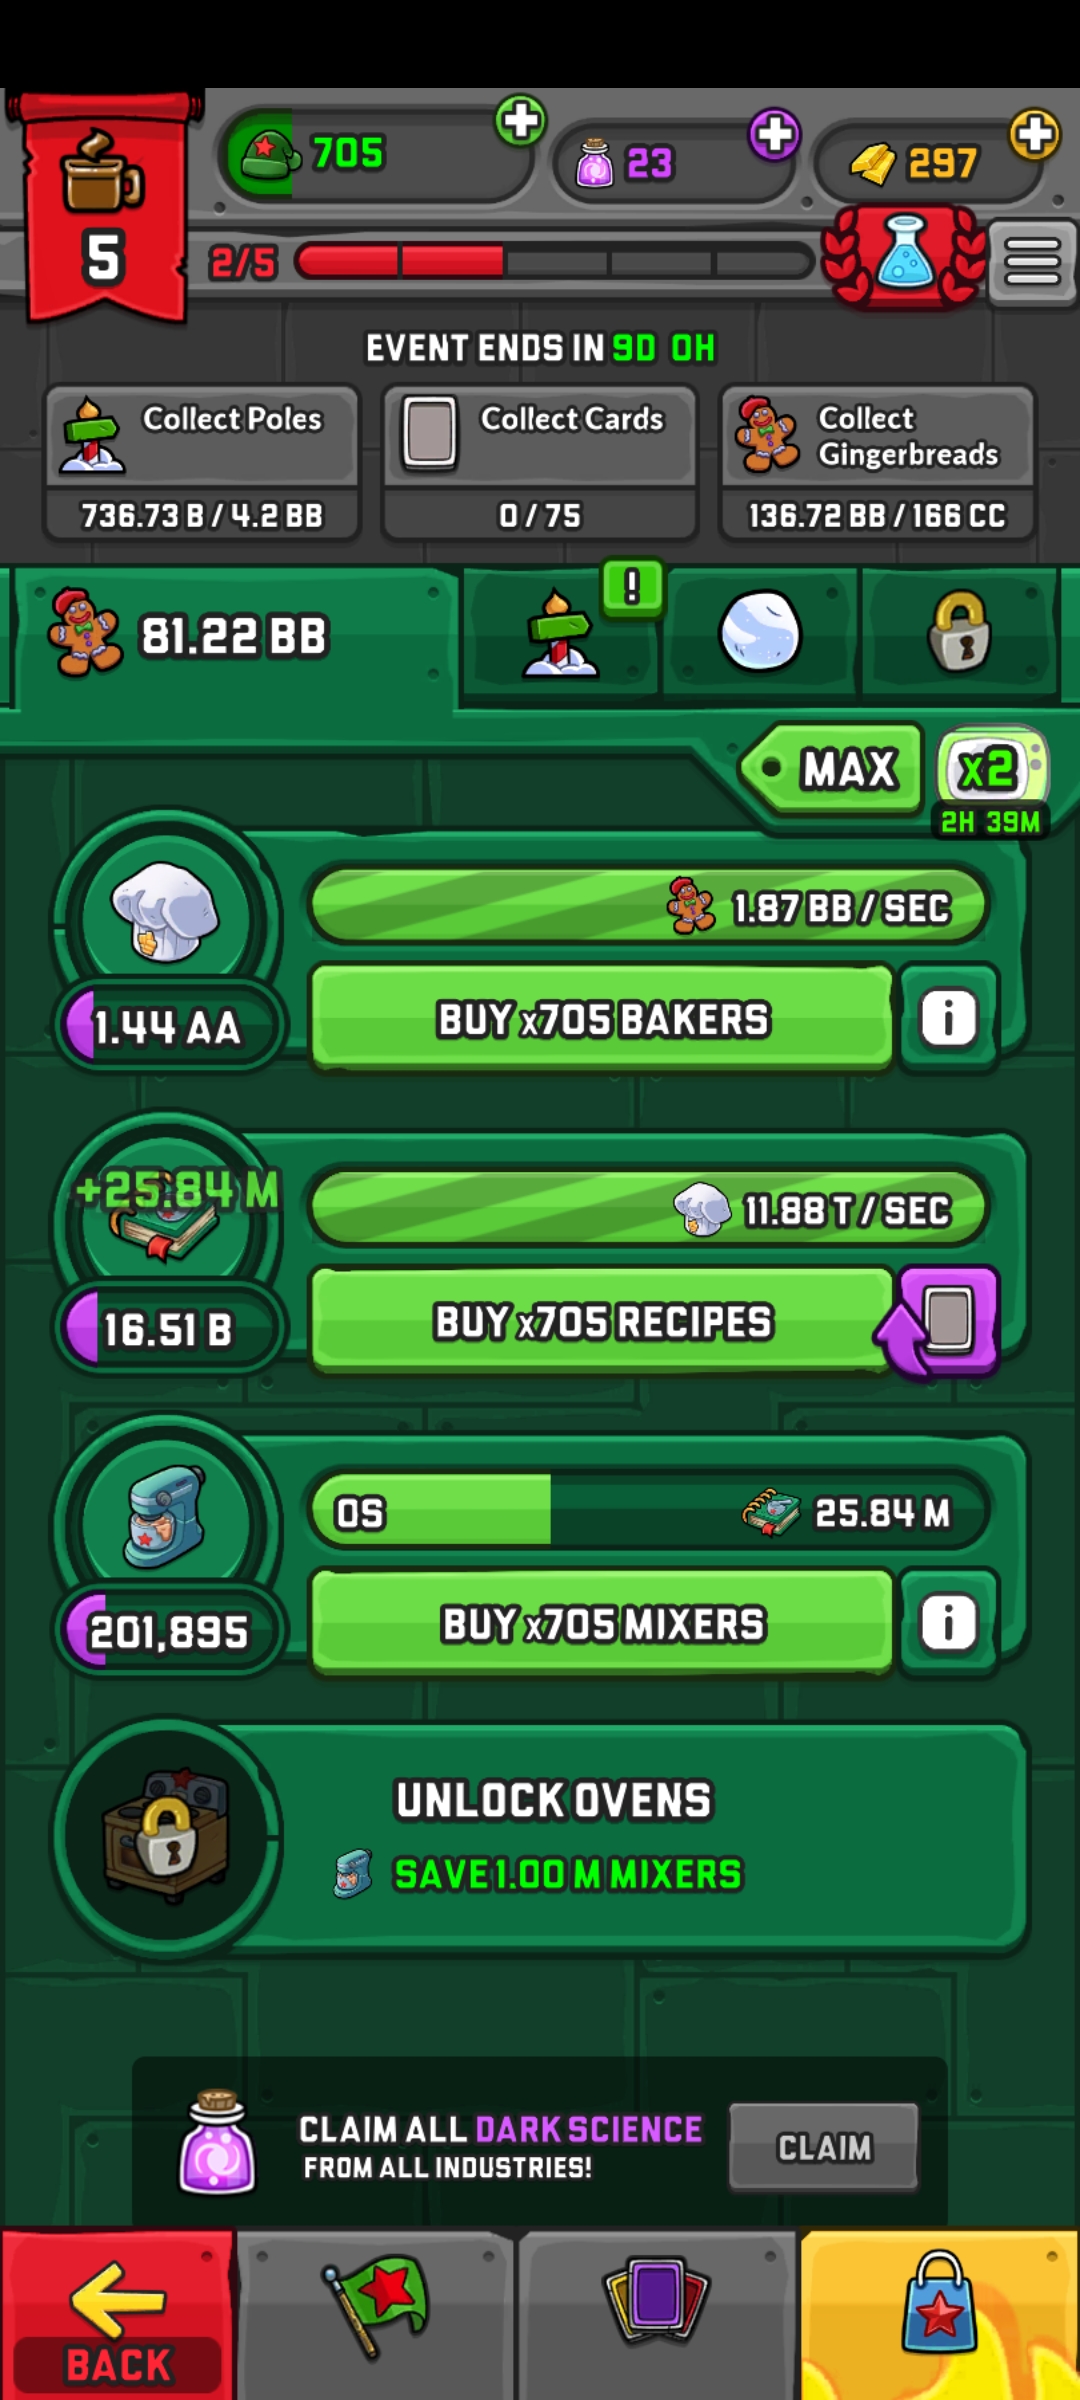 705
23
297
5
2/5
EVENT ENDS IN 9D 0H
Collect Poles
736.73 B / 4.2 BB
Collect Cards
0 / 75
Collect
Gingerbreads
136.72 BB / 166 CC
81.22 BB
!
MAX
x2
2H 39M
1.87 BB / SEC
1.44 AA
BUY x705 BAKERS
i
+25.84 M
11.88 T / SEC
16.51 B
BUY x705 RECIPES
0S
25.84 M
201,895
BUY x705 MIXERS
i
UNLOCK OVENS
SAVE 1.00 M MIXERS
CLAIM ALL DARK SCIENCE
FROM ALL INDUSTRIES!
CLAIM
BACK